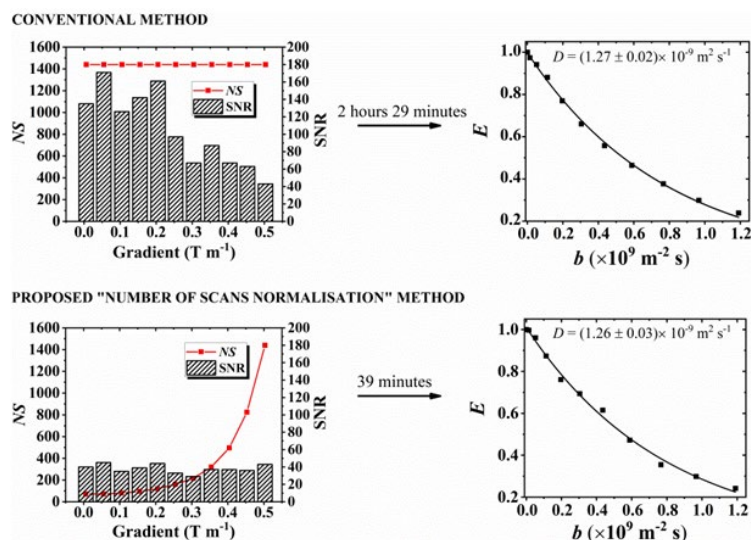 CONVENTIONAL METHOD
1600
1400
1200
1000
800
600
400
200
0
NS
180
160
140
120
100
80
60
40
20
0
SNR
NS
SNR
0.0 0.1 0.2 0.3 0.4 0.5
Gradient (T m⁻¹)
2 hours 29 minutes
D = (1.27 ± 0.02)× 10⁻⁹ m² s⁻¹
1.0
0.8
0.6
0.4
0.2
E
0.0 0.2 0.4 0.6 0.8 1.0 1.2
b (×10⁹ m⁻² s)
PROPOSED "NUMBER OF SCANS NORMALISATION" METHOD
1600
1400
1200
1000
800
600
400
200
0
NS
180
160
140
120
100
80
60
40
20
0
SNR
NS
SNR
0.0 0.1 0.2 0.3 0.4 0.5
Gradient (T m⁻¹)
39 minutes
D = (1.26 ± 0.03)× 10⁻⁹ m² s⁻¹
1.0
0.8
0.6
0.4
0.2
E
0.0 0.2 0.4 0.6 0.8 1.0 1.2
b (×10⁹ m⁻² s)